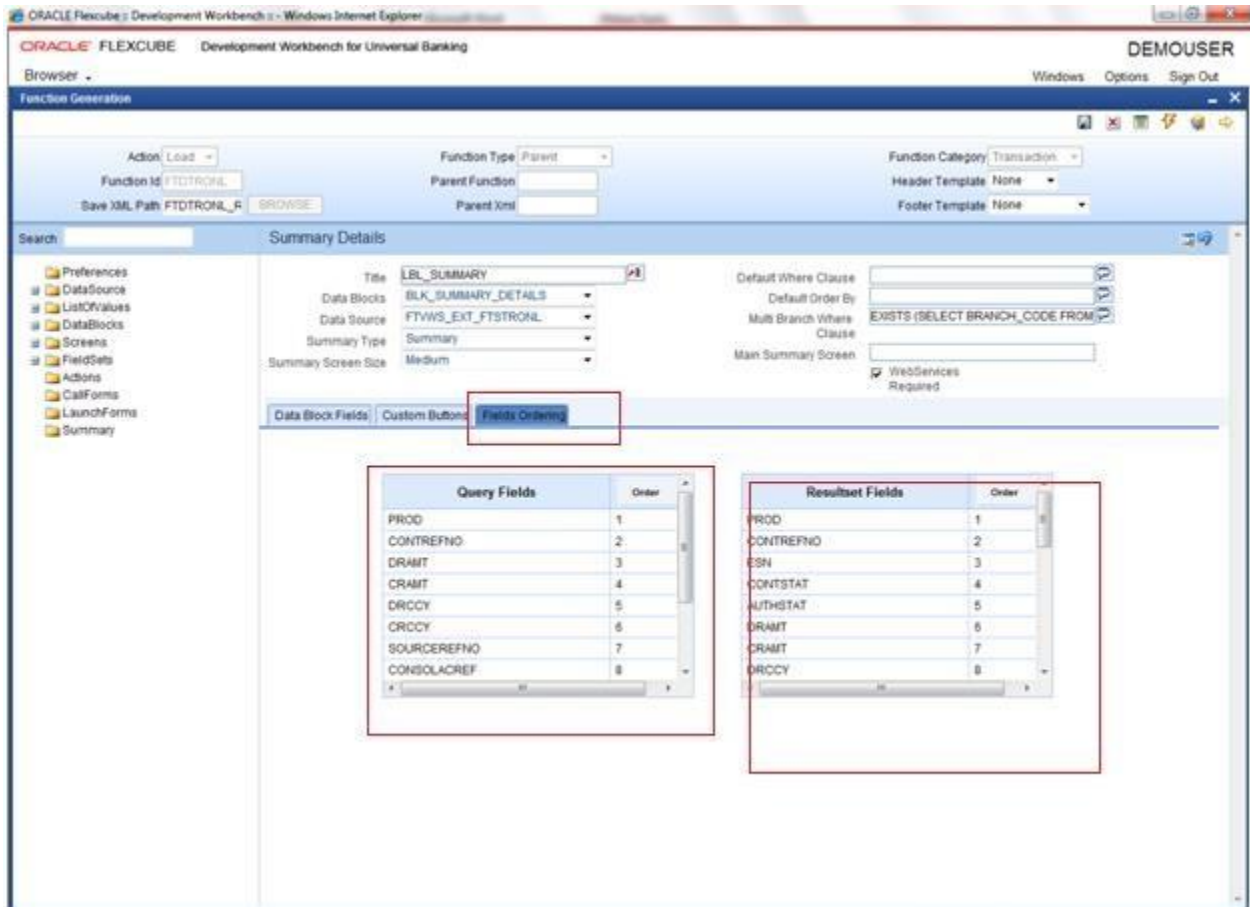 ORACLE Flexcube :: Development Workbench :: - Windows Internet Explorer
ORACLE FLEXCUBE Development Workbench for Universal Banking DEMOUSER
Browser Windows Options Sign Out
Function Generation
Action Load Function Type Parent Function Category Transaction
Function Id FTDTRONL Parent Function Header Template None
Save XML Path FTDTRONL_R BROWSE Parent Xml Footer Template None
Search Summary Details
Preferences
DataSource
ListOfValues
DataBlocks
Screens
FieldSets
Actions
CallForms
LaunchForms
Summary
Title LBL_SUMMARY Default Where Clause
Data Blocks BLK_SUMMARY_DETAILS Default Order By
Data Source FTVWS_EXT_FTSTRONL Multi Branch Where Clause EXISTS (SELECT BRANCH_CODE FROM
Summary Type Summary Main Summary Screen
Summary Screen Size Medium WebServices Required
Data Block Fields Custom Buttons Fields Ordering
Query Fields Order
PROD 1
CONTREFNO 2
DRAMT 3
CRAMT 4
DRCCY 5
CRCCY 6
SOURCEREFNO 7
CONSOLACREF 8
Resultset Fields Order
PROD 1
CONTREFNO 2
ESN 3
CONTSTAT 4
AUTHSTAT 5
DRAMT 6
CRAMT 7
DRCCY 8